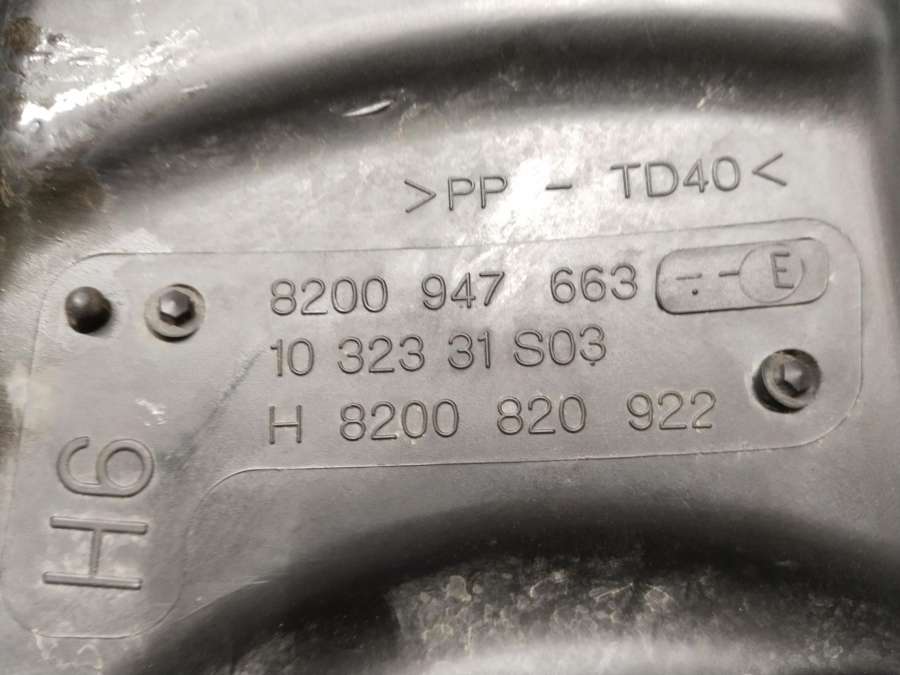 >PP - TD40<
8200 947 663 -.- E
10 323 31 S03
H 8200 820 922
H6